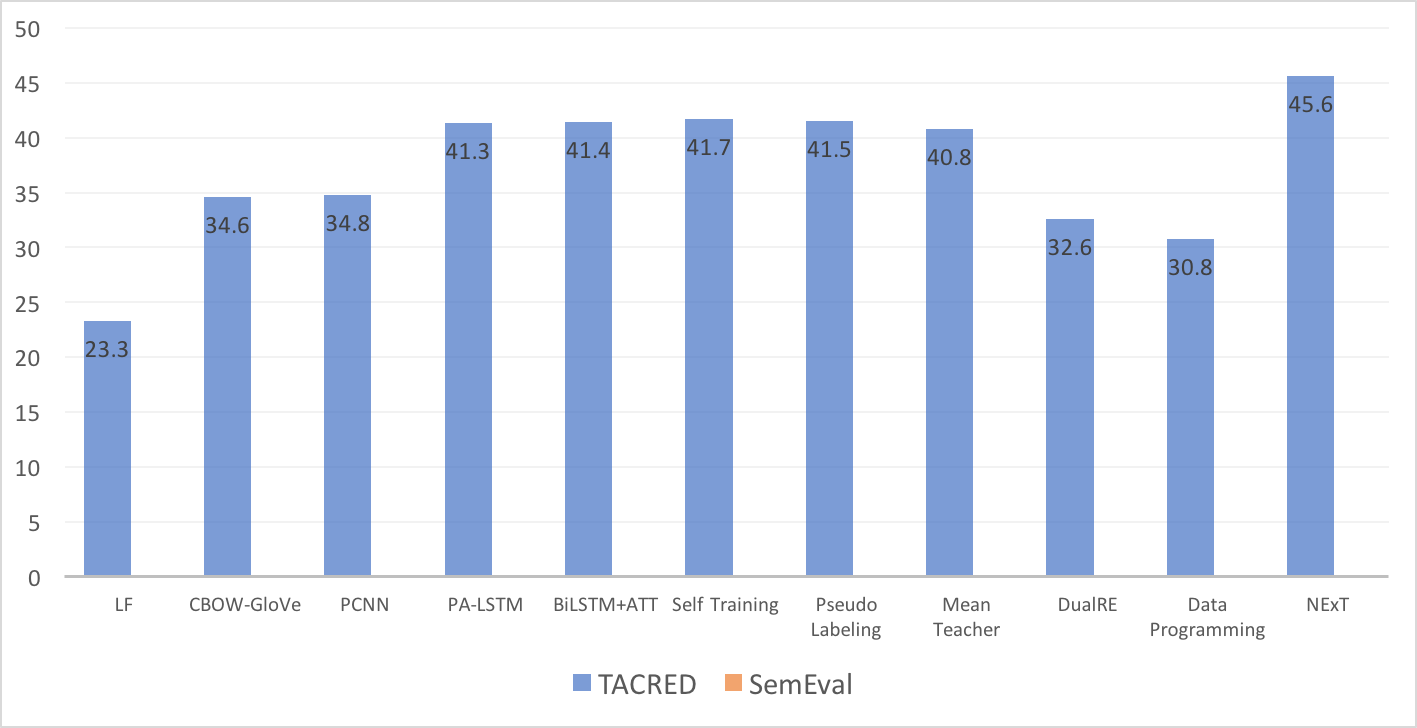 50
45
40
35
30
25
20
15
10
5
0
23.3
34.6
34.8
41.3
41.4
41.7
41.5
40.8
32.6
30.8
45.6
LF
CBOW-GloVe
PCNN
PA-LSTM
BiLSTM+ATT
Self Training
Pseudo
Labeling
Mean
Teacher
DualRE
Data
Programming
NExT
TACRED
SemEval